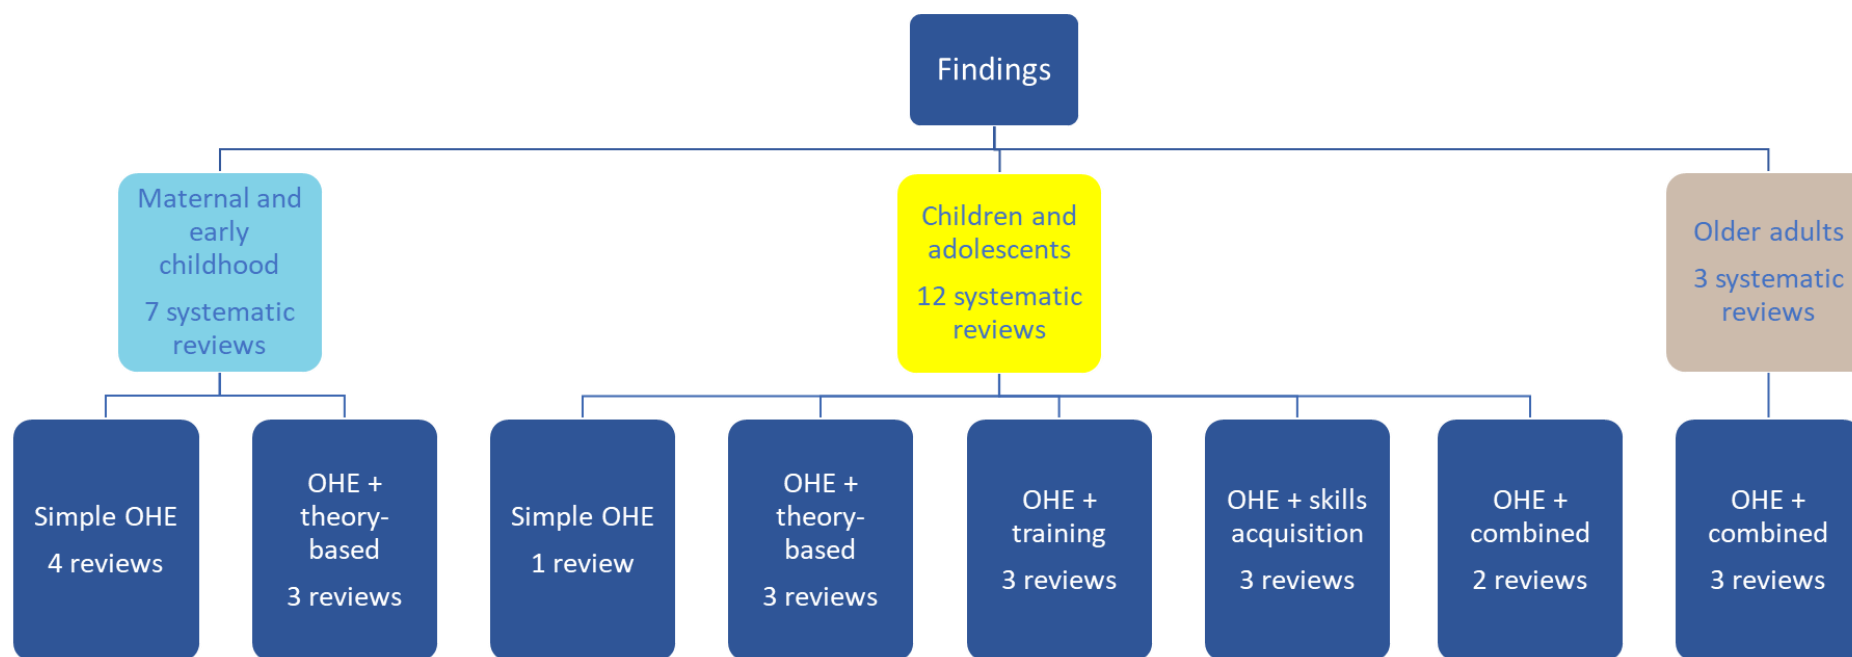 Findings
Maternal and
early
childhood
7 systematic
reviews
Children and
adolescents
12 systematic
reviews
Older adults
3 systematic
reviews
Simple OHE
4 reviews
OHE +
theory-
based
3 reviews
Simple OHE
1 review
OHE +
theory-
based
3 reviews
OHE +
training
3 reviews
OHE + skills
acquisition
3 reviews
OHE +
combined
2 reviews
OHE +
combined
3 reviews